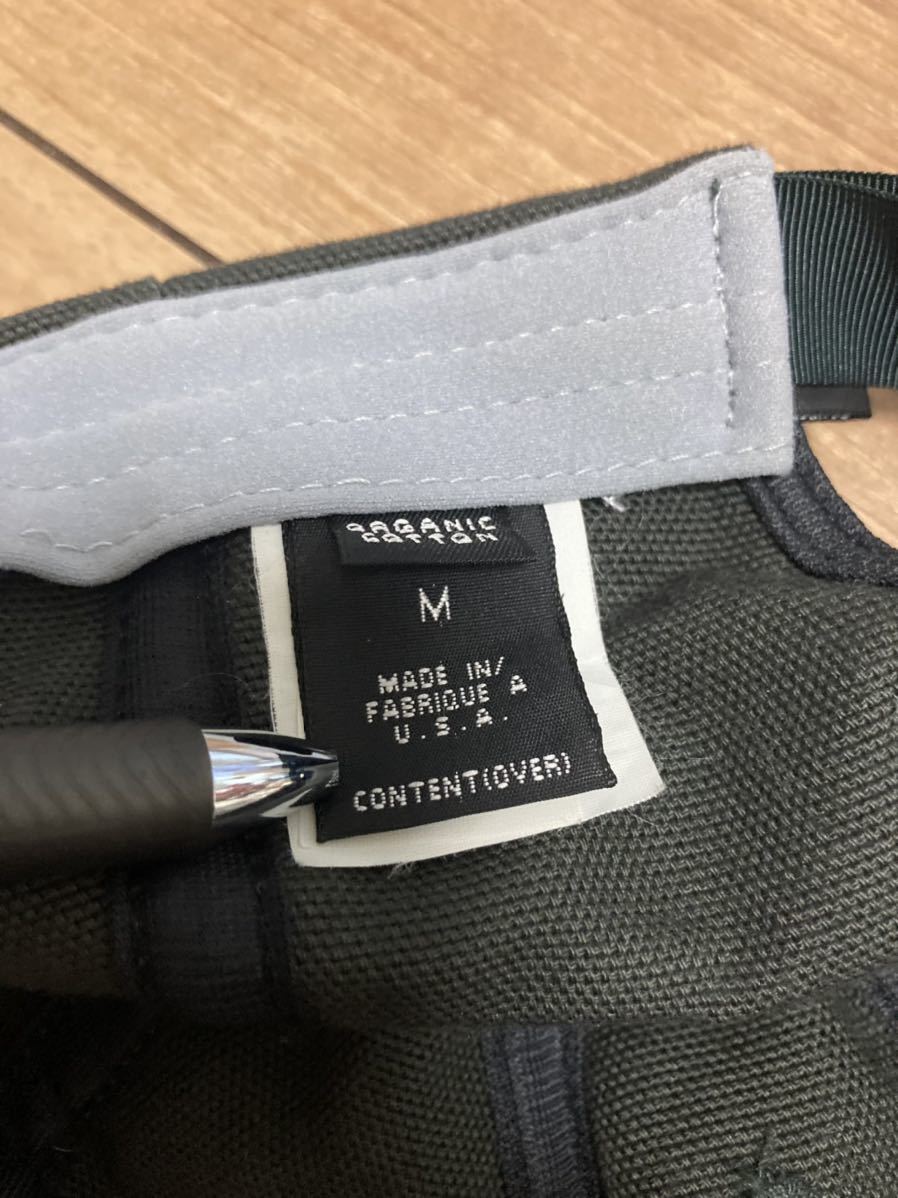 ORGANIC
COTTON
M
MADE IN/
FABRIQUE A
U.S.A.
CONTENT(OVER)